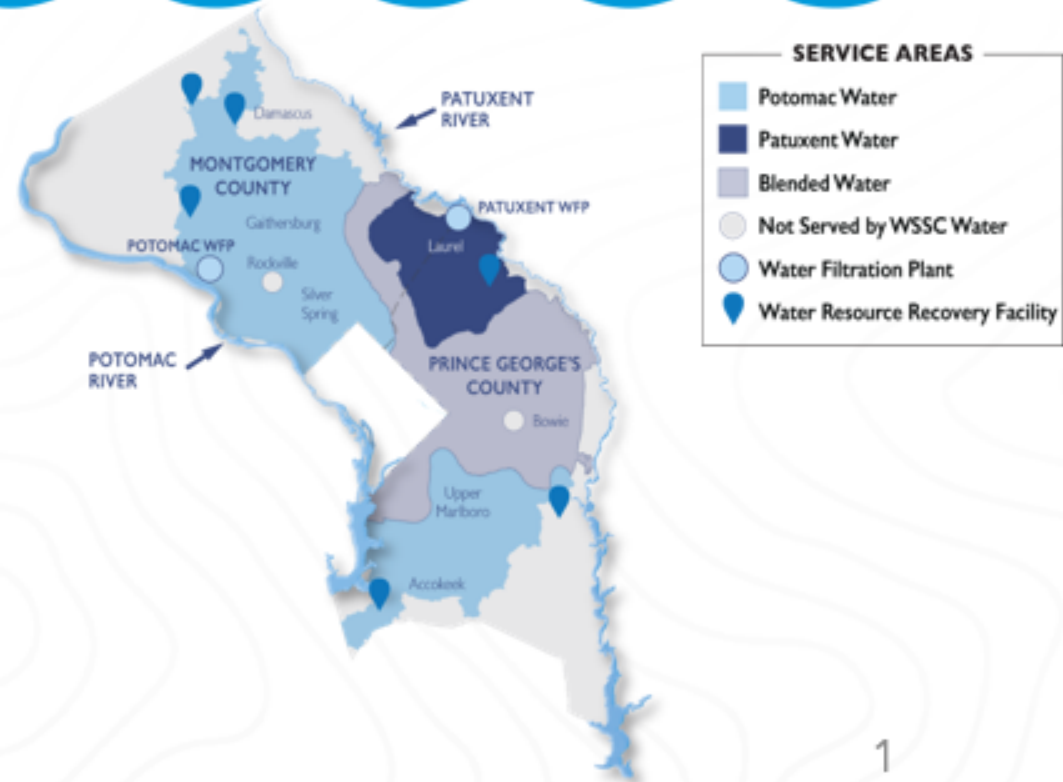 SERVICE AREAS
Potomac Water
Patuxent Water
Blended Water
Not Served by WSSC Water
Water Filtration Plant
Water Resource Recovery Facility
PATUXENT
RIVER
Damascus
MONTGOMERY
COUNTY
PATUXENT WFP
Gaithersburg
POTOMAC WFP
Laurel
Rockville
Silver
Spring
POTOMAC
RIVER
PRINCE GEORGE'S
COUNTY
Bowie
Upper
Marlboro
Accokeek
1